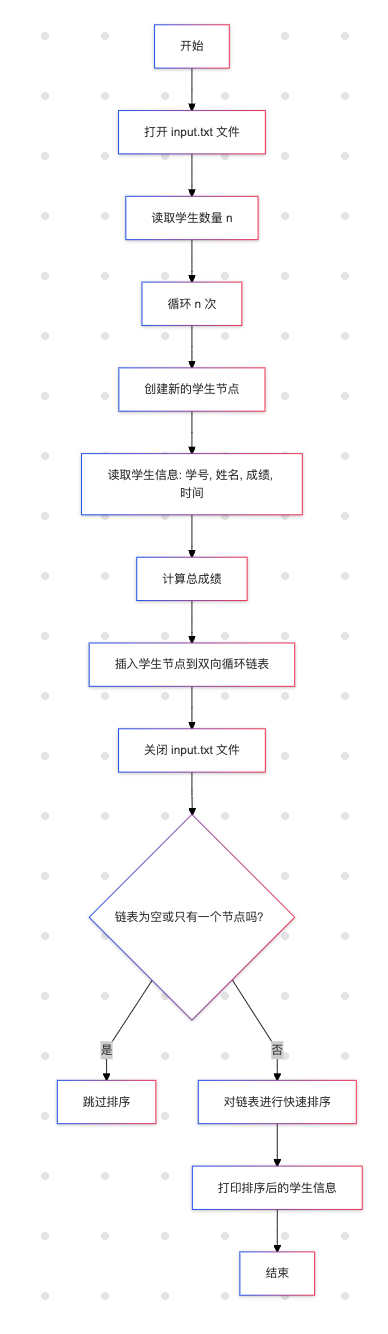 开始
打开 input.txt 文件
读取学生数量 n
循环 n 次
创建新的学生节点
读取学生信息: 学号, 姓名, 成绩,
时间
计算总成绩
插入学生节点到双向循环链表
关闭 input.txt 文件
链表为空或只有一个节点吗?
是
否
跳过排序
对链表进行快速排序
打印排序后的学生信息
结束